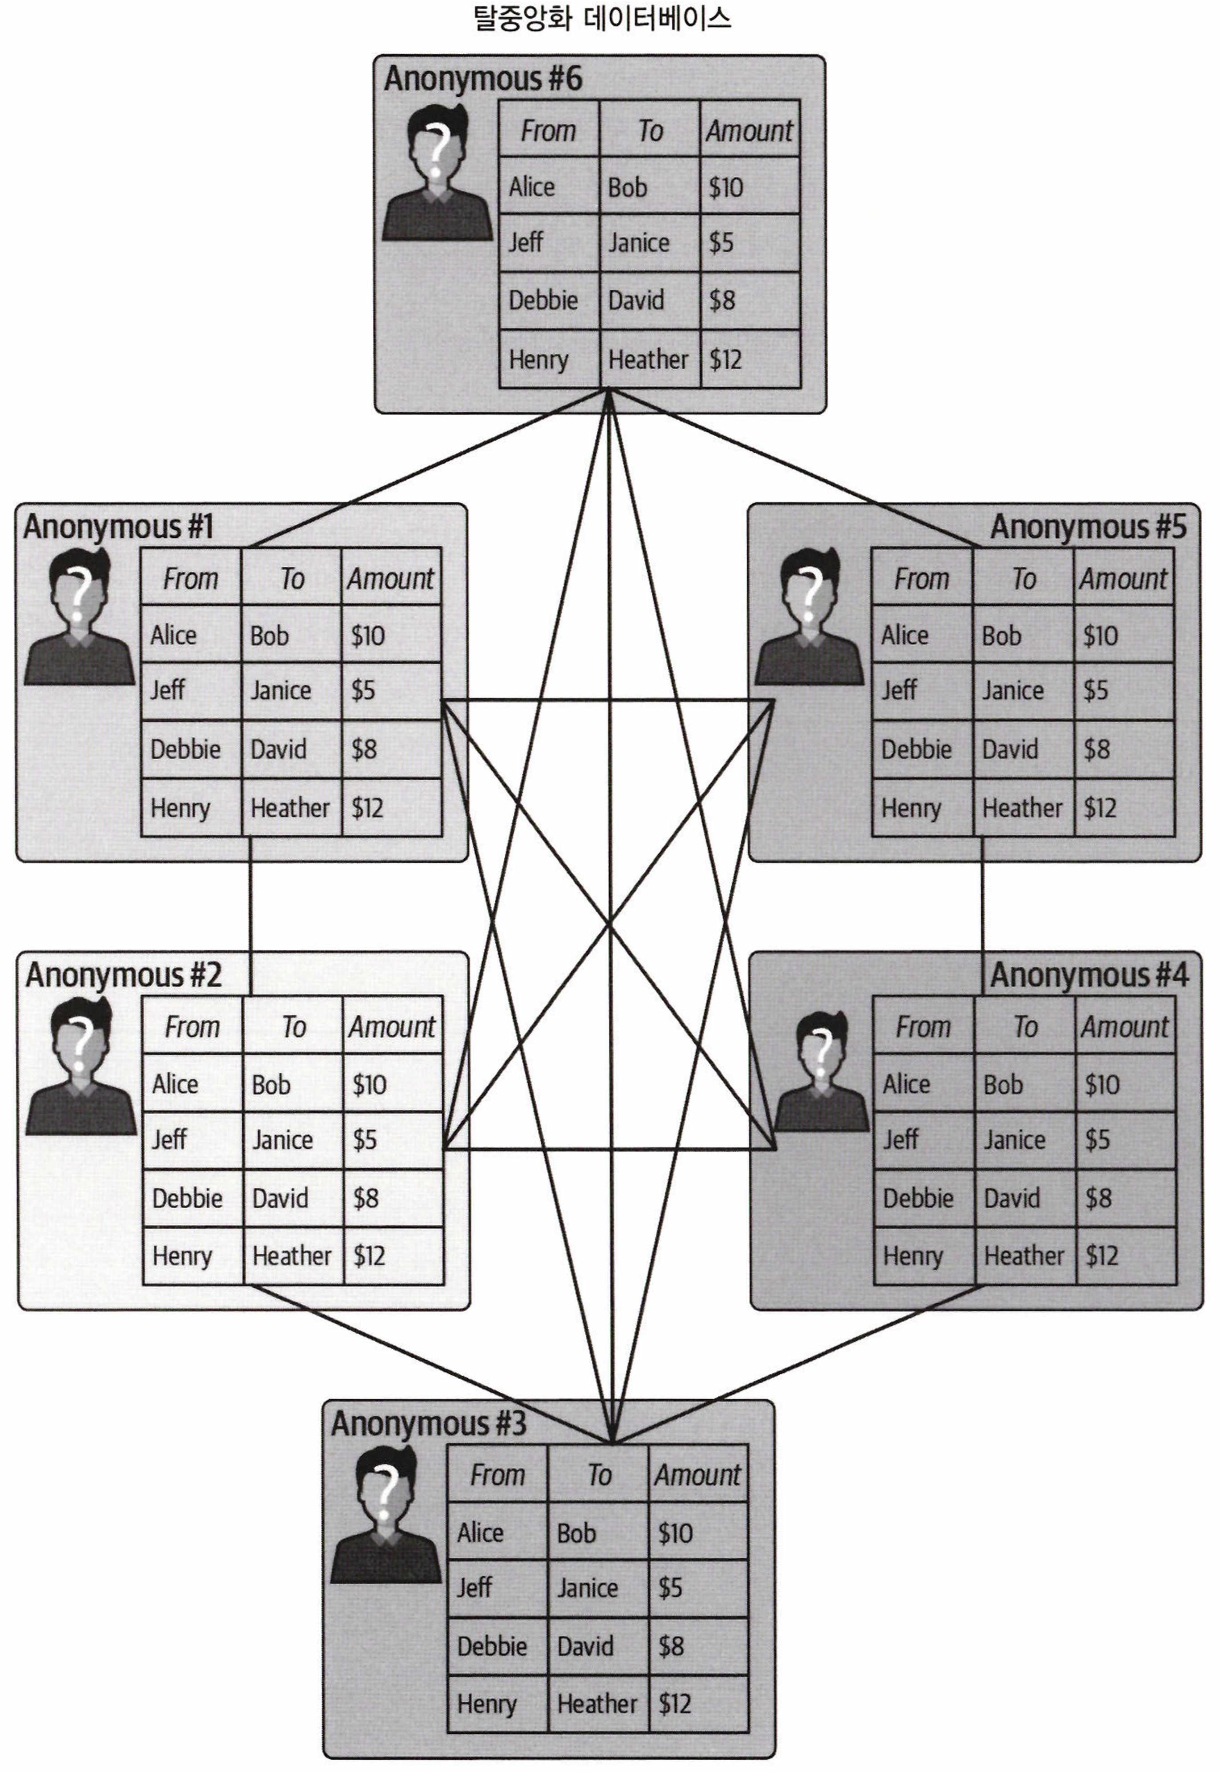 탈중앙화 데이터베이스
Anonymous #6
?
From To Amount
Alice Bob $10
Jeff Janice $5
Debbie David $8
Henry Heather $12
Anonymous #1
?
From To Amount
Alice Bob $10
Jeff Janice $5
Debbie David $8
Henry Heather $12
Anonymous #5
?
From To Amount
Alice Bob $10
Jeff Janice $5
Debbie David $8
Henry Heather $12
Anonymous #2
?
From To Amount
Alice Bob $10
Jeff Janice $5
Debbie David $8
Henry Heather $12
Anonymous #4
?
From To Amount
Alice Bob $10
Jeff Janice $5
Debbie David $8
Henry Heather $12
Anonymous #3
?
From To Amount
Alice Bob $10
Jeff Janice $5
Debbie David $8
Henry Heather $12